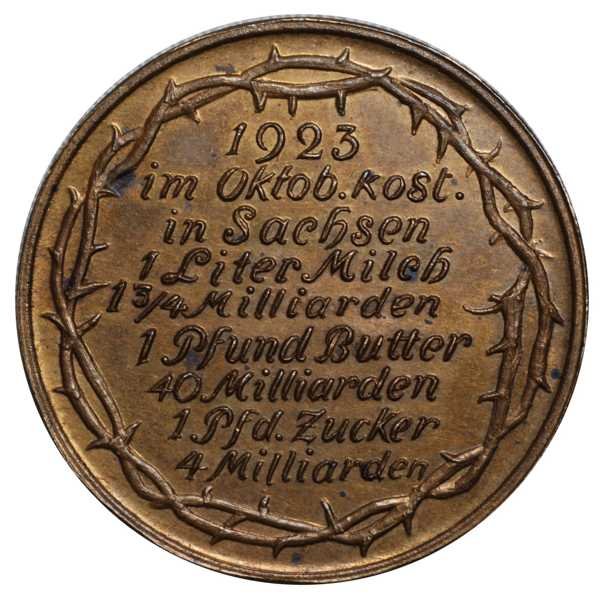 1923
im Oktob. kost.
in Sachsen
1 Liter Milch
1 3/4 Milliarden
1 Pfund Butter
40 Milliarden
1 Pfd. Zucker
4 Milliarden